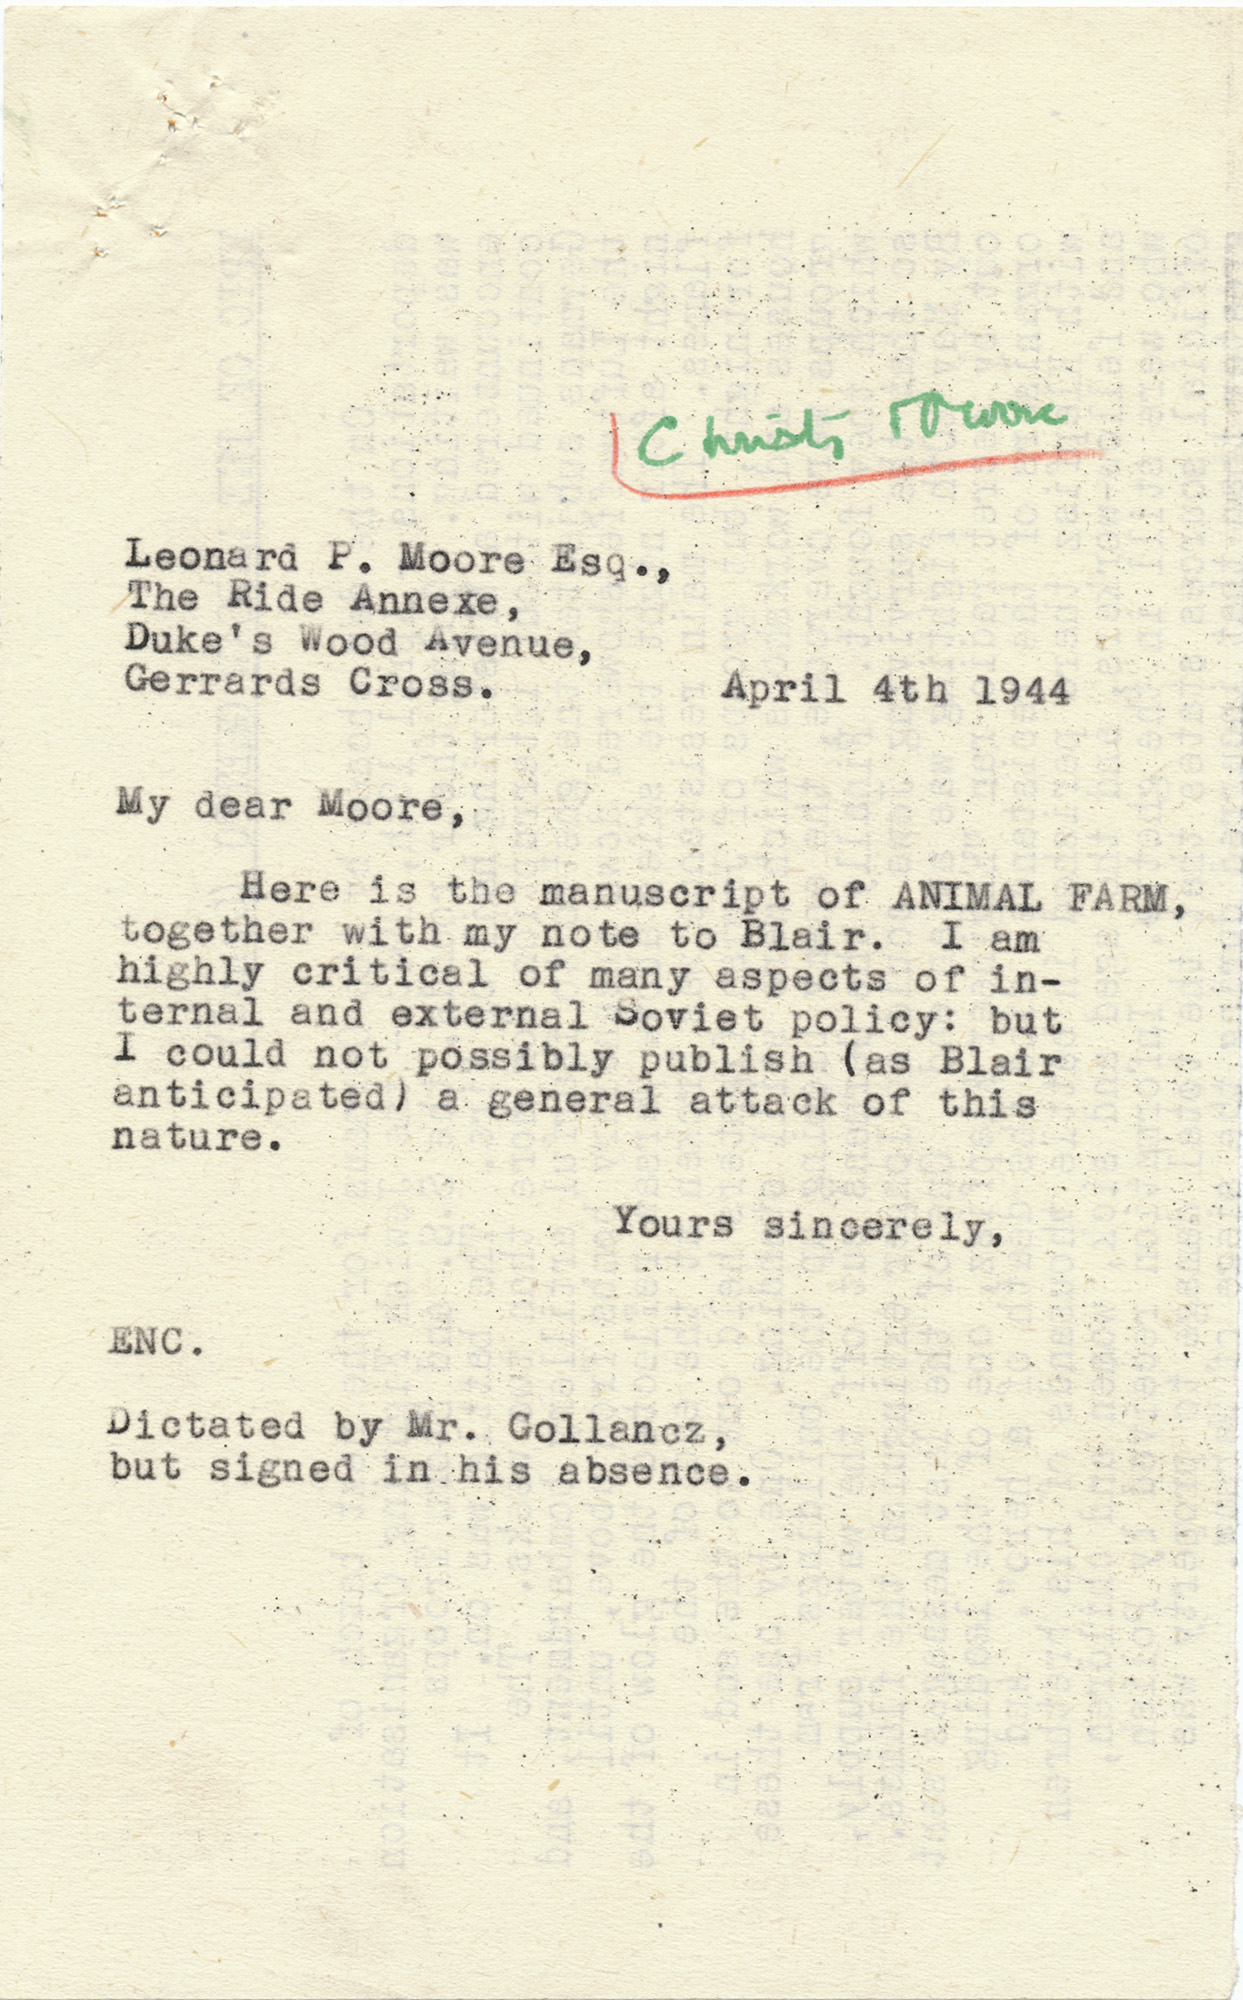 Christy Moore
Leonard P. Moore Esq.,
The Ride Annexe,
Duke's Wood Avenue,
Gerrards Cross.
April 4th 1944
My dear Moore,
Here is the manuscript of ANIMAL FARM,
together with my note to Blair. I am
highly critical of many aspects of in-
ternal and external Soviet policy: but
I could not possibly publish (as Blair
anticipated) a general attack of this
nature.
Yours sincerely,
ENC.
Dictated by Mr. Gollancz,
but signed in his absence.